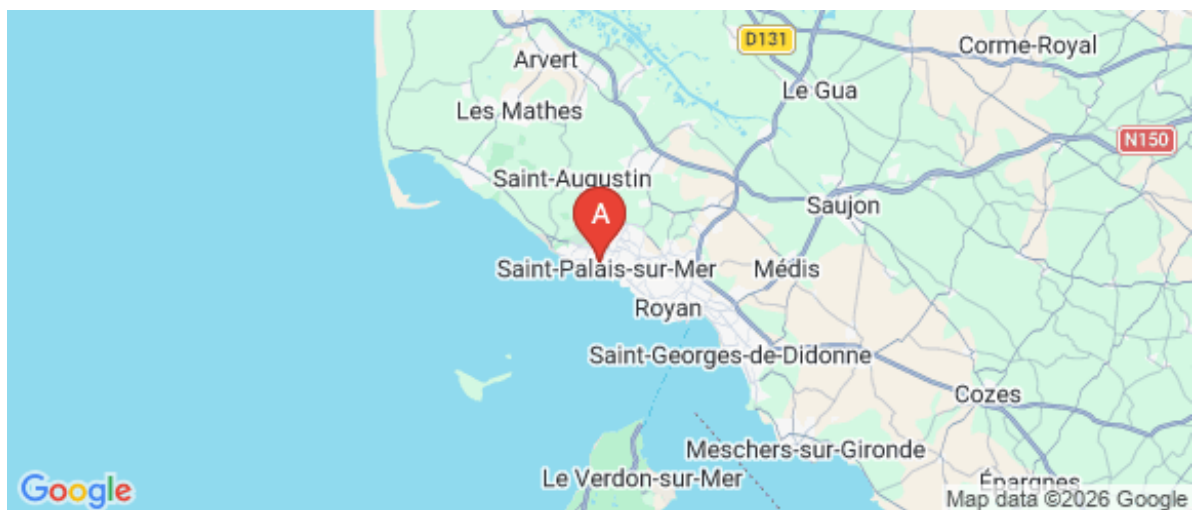 D131
Corme-Royal
Arvert
Le Gua
Les Mathes
N150
Saint-Augustin
A
Saujon
Saint-Palais-sur-Mer
Médis
Royan
Saint-Georges-de-Didonne
Cozes
Meschers-sur-Gironde
Le Verdon-sur-Mer
Épargnes
Google
Map data ©2026 Google